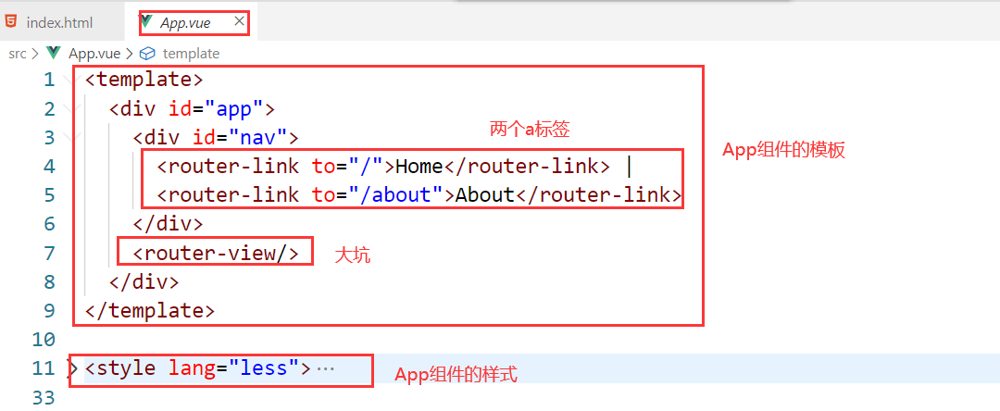 index.html
App.vue
src > App.vue > template
1 <template>
2 <div id="app">
两个a标签
3 <div id="nav">
App组件的模板
4 <router-link to="/">Home</router-link> |
5 <router-link to="/about">About</router-link>
6 </div>
7 <router-view/>
大坑
8 </div>
9 </template>
10
11 <style lang="less">···
App组件的样式
33